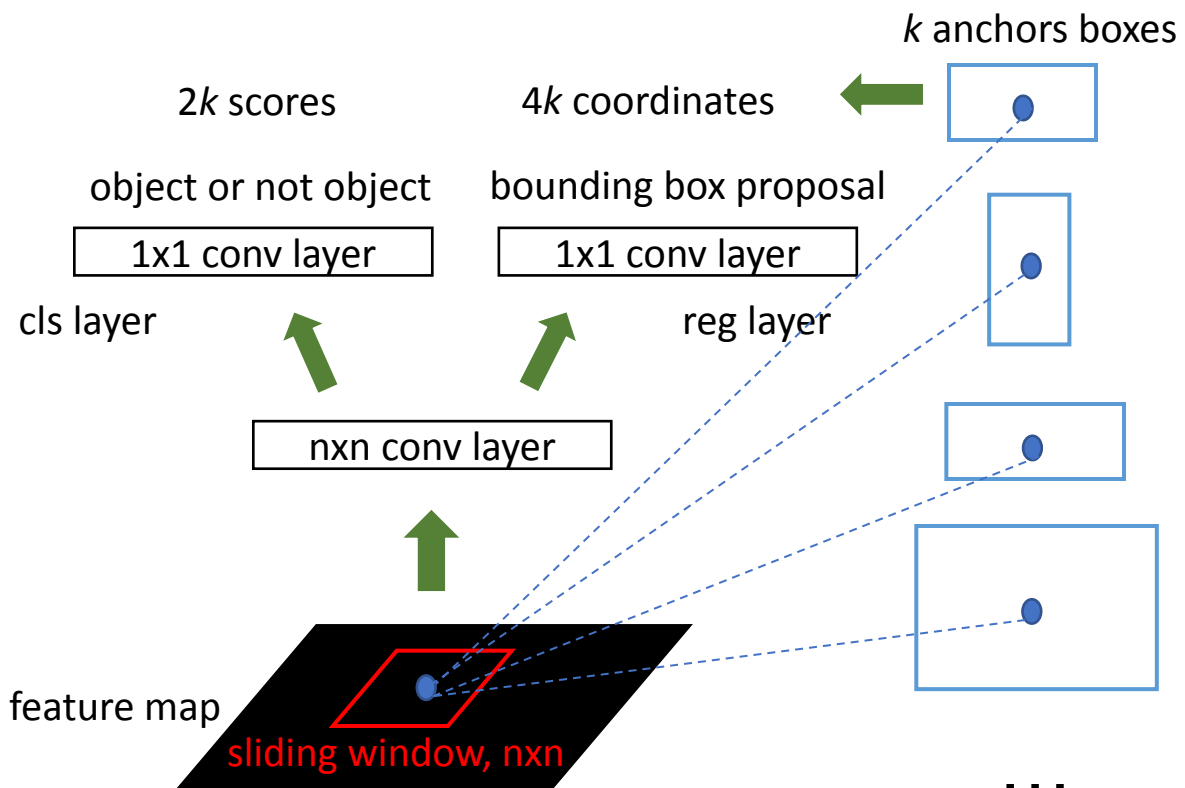 k anchors boxes
2k scores
4k coordinates
object or not object
bounding box proposal
1x1 conv layer
1x1 conv layer
cls layer
reg layer
nxn conv layer
feature map
sliding window, nxn
...